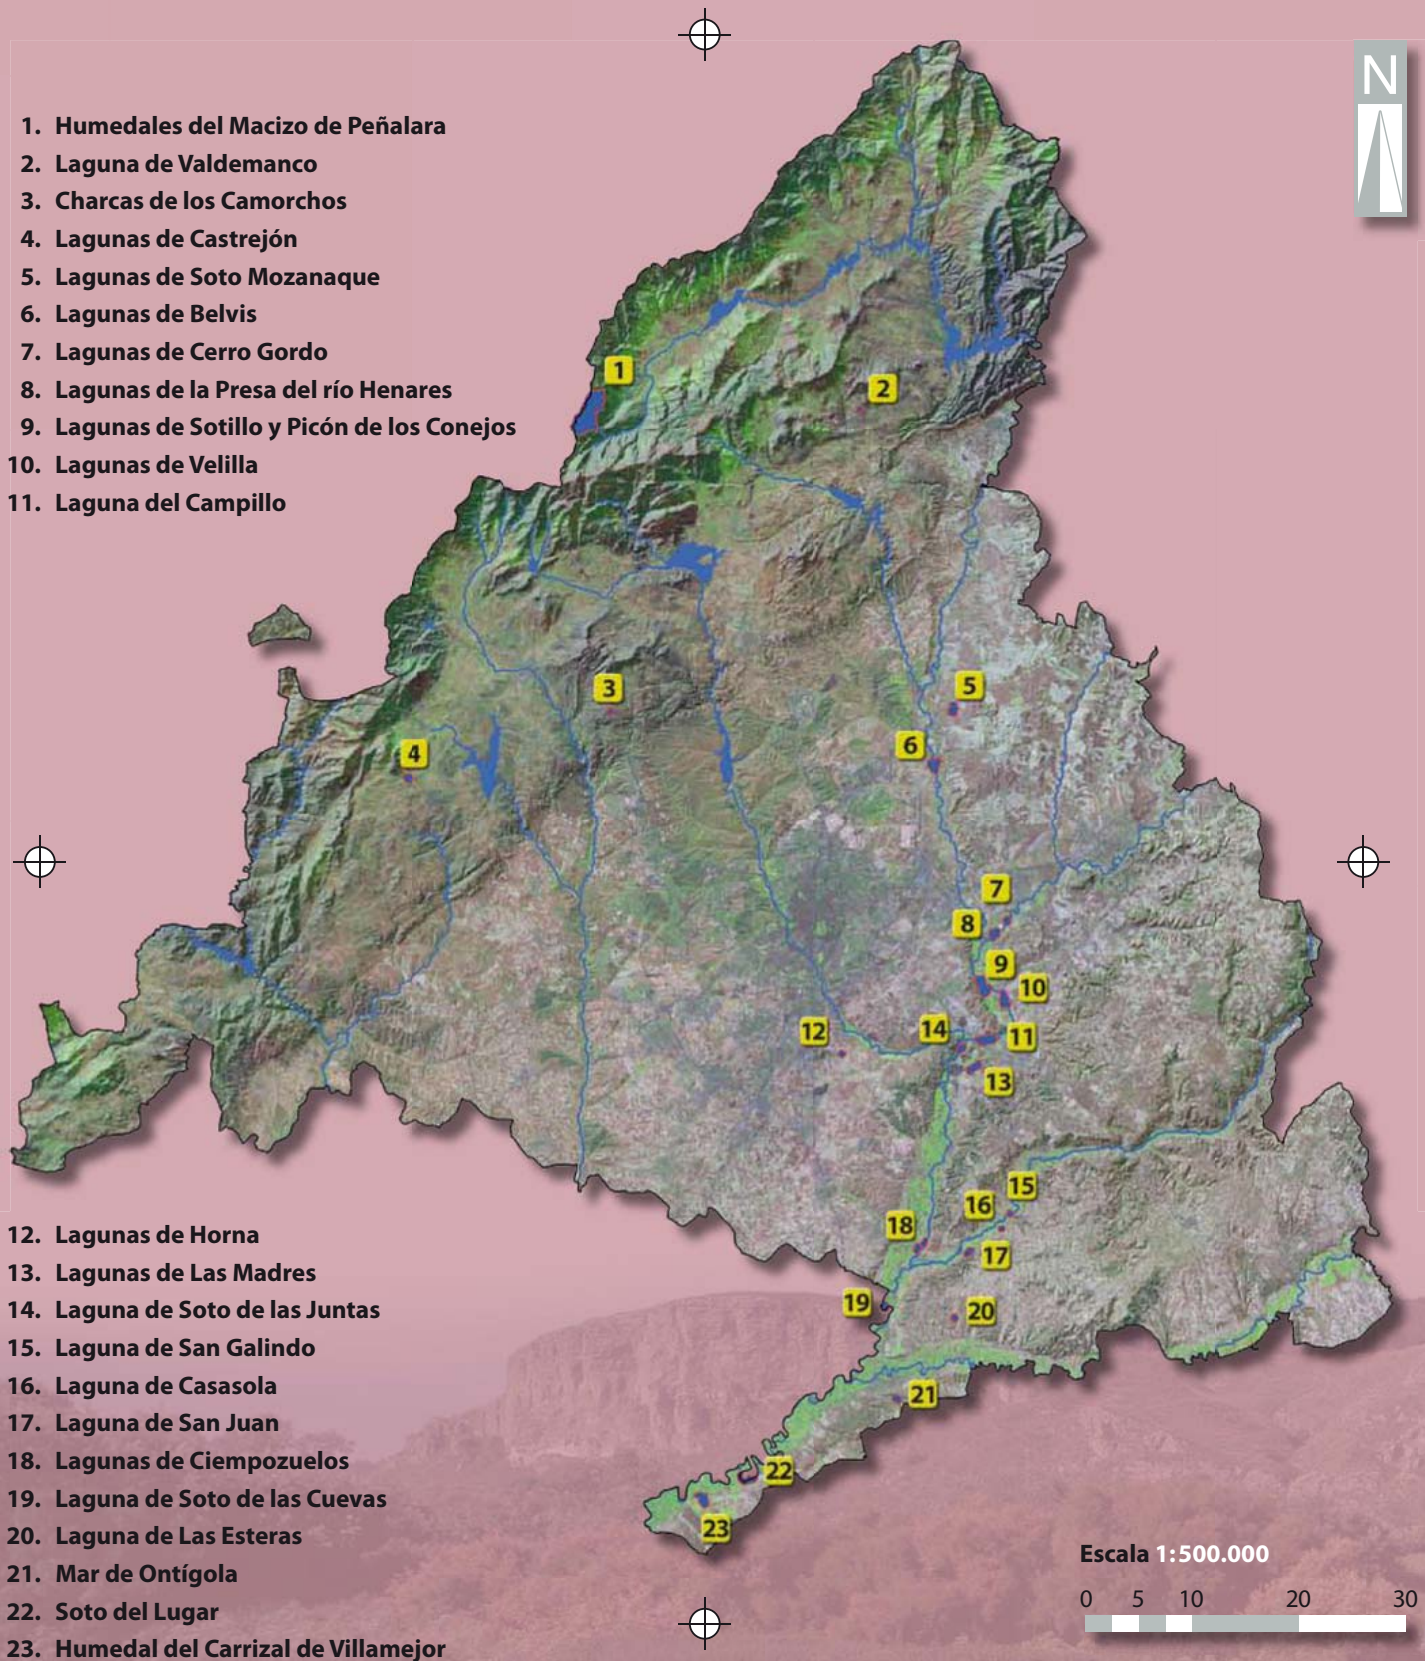 N
1. Humedales del Macizo de Peñalara
2. Laguna de Valdemanco
3. Charcas de los Camorchos
4. Lagunas de Castrejón
5. Lagunas de Soto Mozanaque
6. Lagunas de Belvis
7. Lagunas de Cerro Gordo
8. Lagunas de la Presa del río Henares
9. Lagunas de Sotillo y Picón de los Conejos
10. Lagunas de Velilla
11. Laguna del Campillo
1
2
3
4
5
6
7
8
9
10
11
12
13
14
15
16
17
18
19
20
21
22
23
12. Lagunas de Horna
13. Lagunas de Las Madres
14. Laguna de Soto de las Juntas
15. Laguna de San Galindo
16. Laguna de Casasola
17. Laguna de San Juan
18. Lagunas de Ciempozuelos
19. Laguna de Soto de las Cuevas
20. Laguna de Las Esteras
21. Mar de Ontígola
22. Soto del Lugar
23. Humedal del Carrizal de Villamejor
Escala 1:500.000
0 5 10 20 30